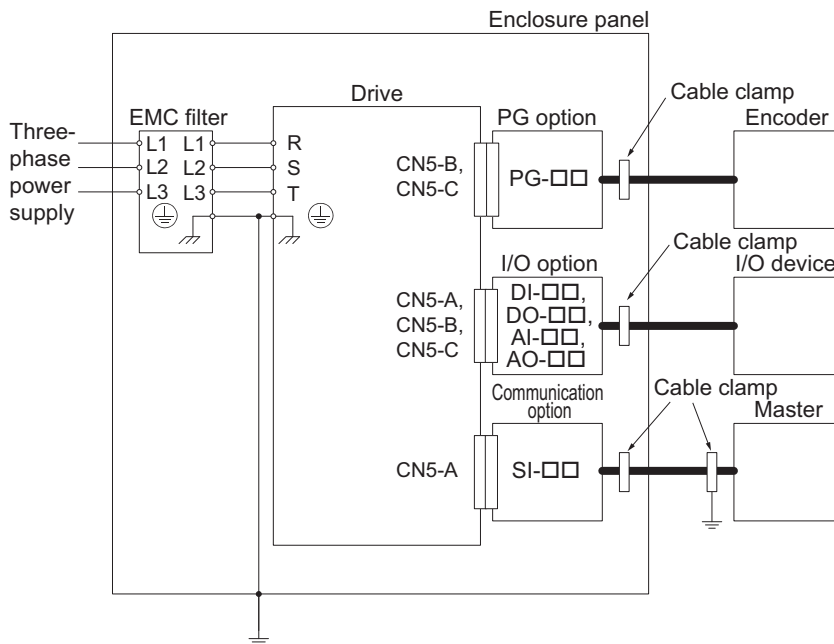 Enclosure panel
Drive
Cable clamp
EMC filter
PG option
Encoder
Three-
phase
power
supply
L1 L1
L2 L2
L3 L3
R
S
T
CN5-B,
CN5-C
PG-□□
Cable clamp
I/O option
I/O device
CN5-A,
CN5-B,
CN5-C
DI-□□,
DO-□□,
AI-□□,
AO-□□
Communication
option
Cable clamp
Master
CN5-A
SI-□□